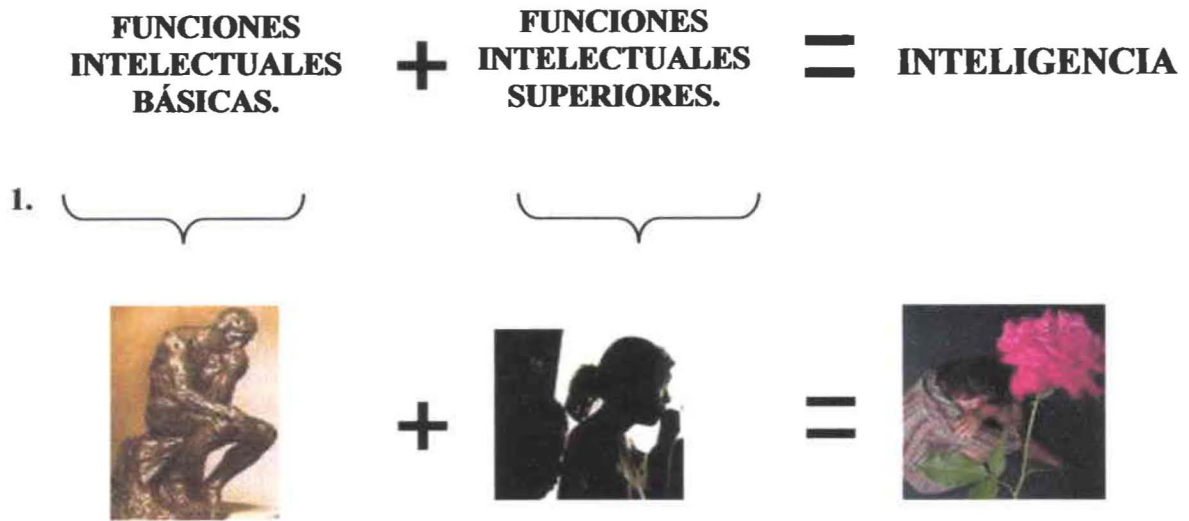 FUNCIONES
INTELECTUALES
BÁSICAS.
+
FUNCIONES
INTELECTUALES
SUPERIORES.
=
INTELIGENCIA
1.
+
=